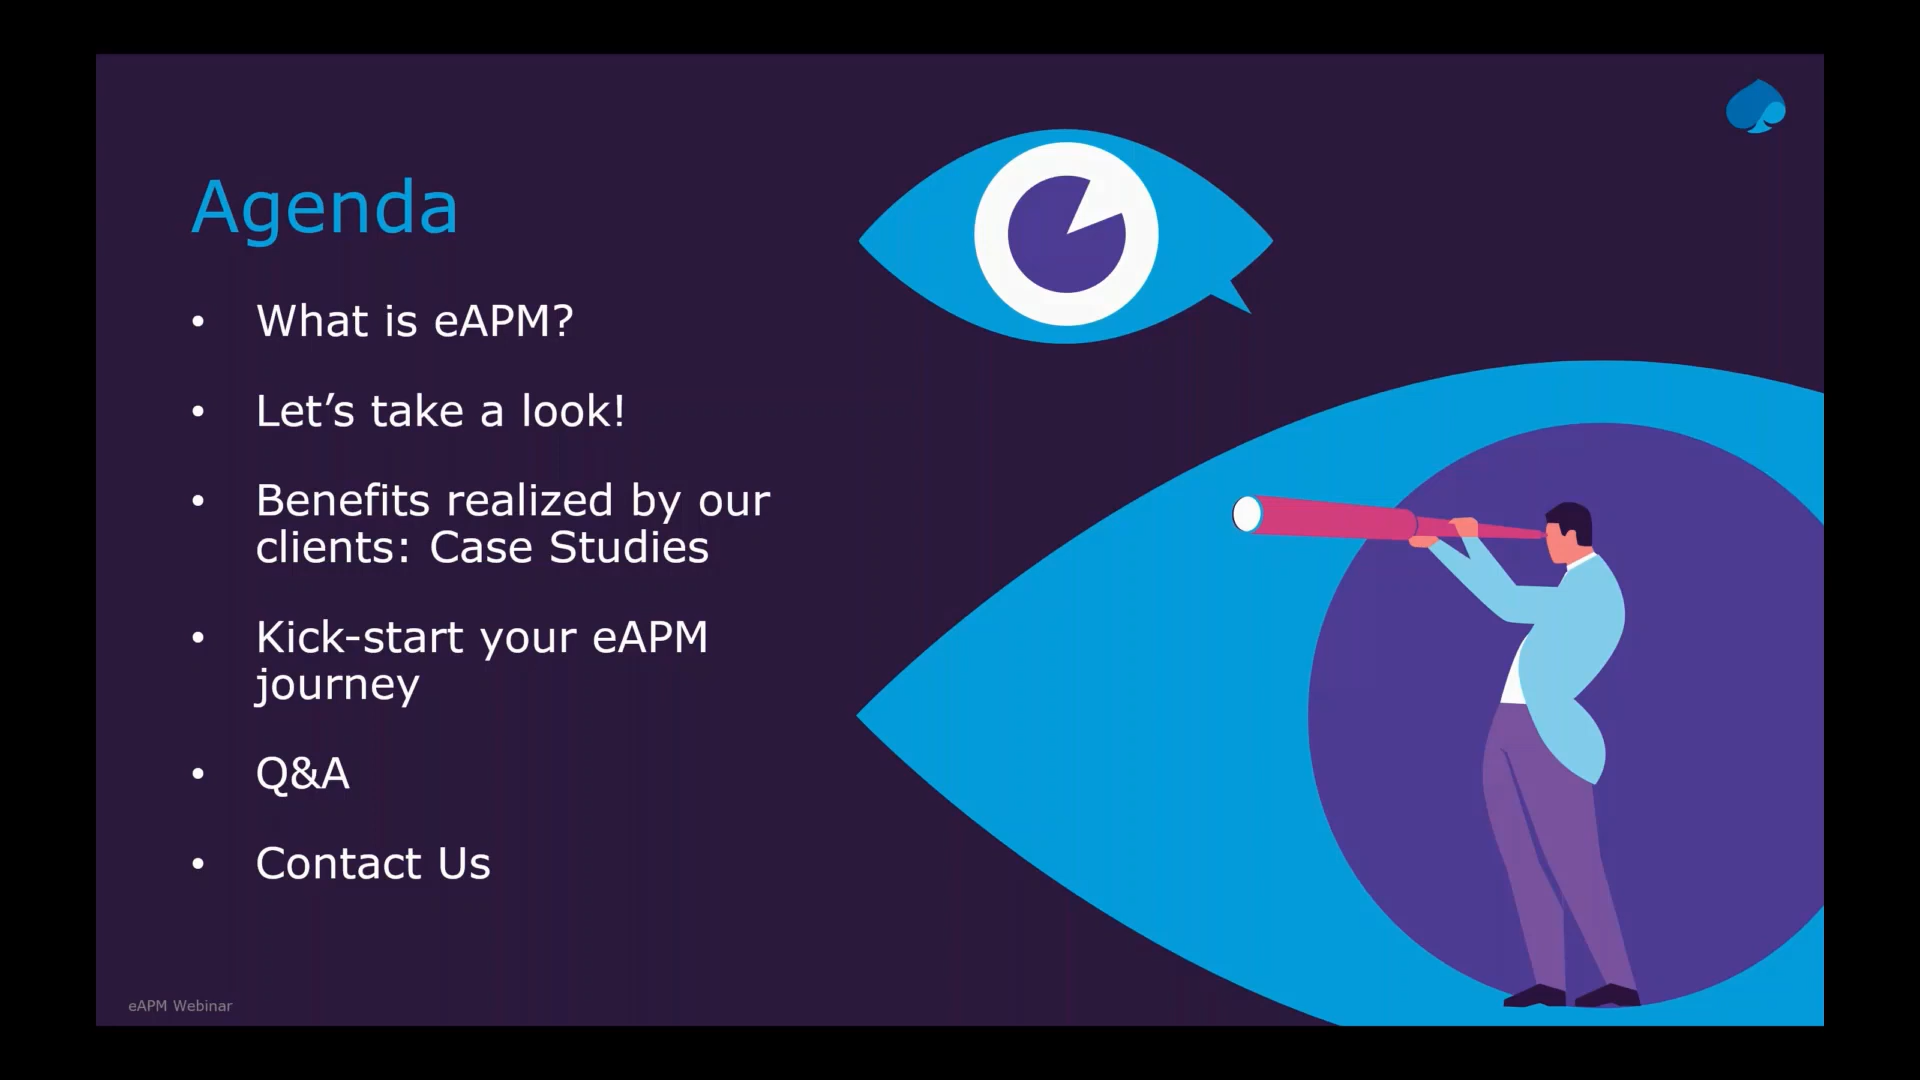 Agenda
• What is eAPM?
• Let’s take a look!
• Benefits realized by our
clients: Case Studies
• Kick-start your eAPM
journey
• Q&A
• Contact Us
eAPM Webinar